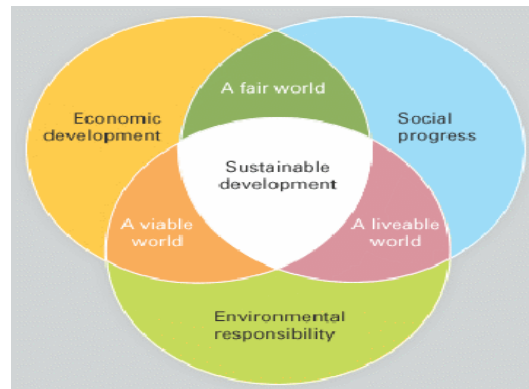 A fair world
Economic
development
Social
progress
Sustainable
development
A viable
world
A liveable
world
Environmental
responsibility